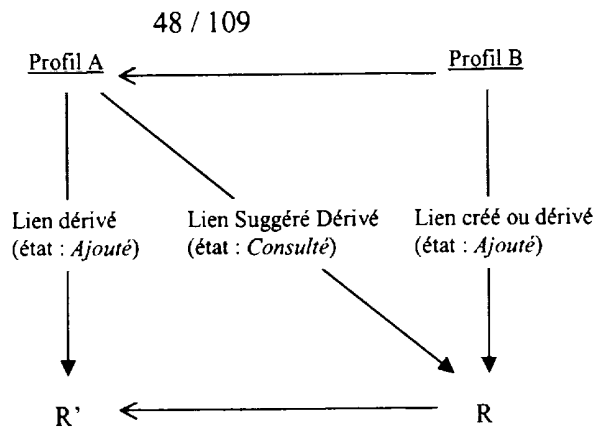 48 / 109
Profil A
Profil B
Lien dérivé
(état : Ajouté)
Lien Suggéré Dérivé
(état : Consulté)
Lien créé ou dérivé
(état : Ajouté)
R'
R